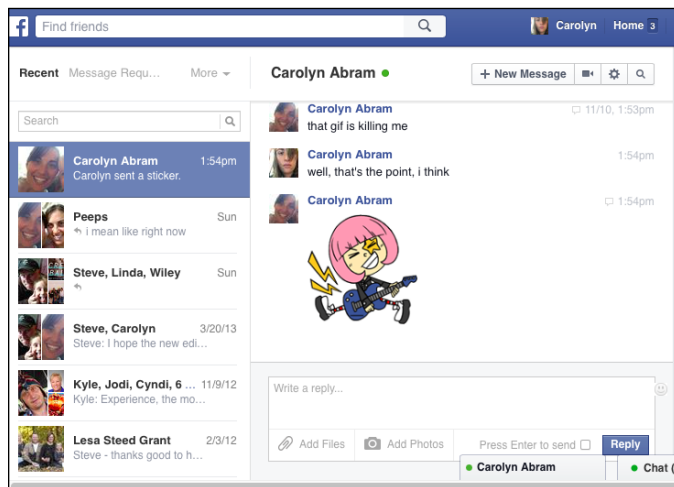 f Find friends Carolyn Home 3
Recent Message Requ... More
Carolyn Abram
+ New Message
Search
Carolyn Abram 1:54pm
Carolyn sent a sticker.
Peeps Sun
i mean like right now
Steve, Linda, Wiley Sun
Steve, Carolyn 3/20/13
Steve: I hope the new edi...
Kyle, Jodi, Cyndi, 6 ... 11/9/12
Kyle: Experience, the mo...
Lesa Steed Grant 2/3/12
Steve - thanks good to h...
Carolyn Abram 11/10, 1:53pm
that gif is killing me
Carolyn Abram 1:54pm
well, that's the point, i think
Carolyn Abram 1:54pm
Write a reply...
Add Files Add Photos Press Enter to send Reply
Carolyn Abram Chat (